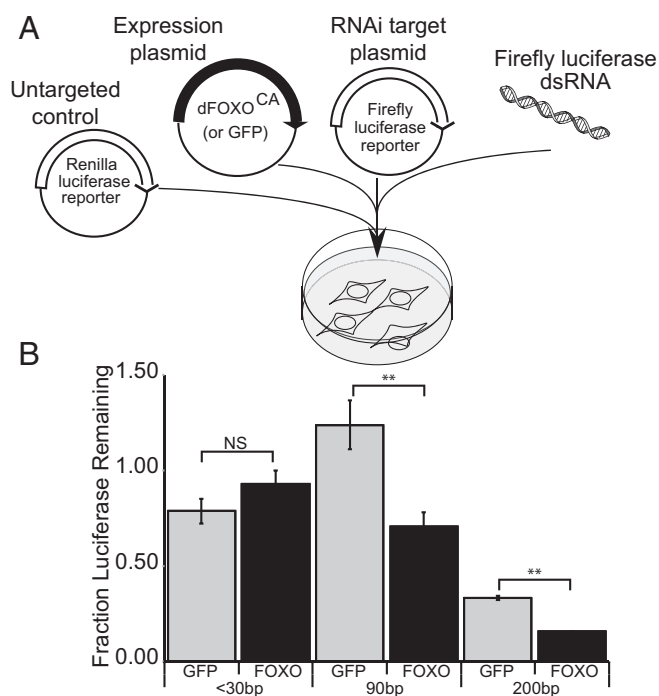 A
Expression
plasmid
RNAi target
plasmid
Firefly luciferase
dsRNA
Untargeted
control
dFOXO^CA
(or GFP)
Firefly
luciferase
reporter
Renilla
luciferase
reporter
B
Fraction Luciferase Remaining
1.50
1.00
0.50
0.00
NS
**
**
GFP FOXO GFP FOXO GFP FOXO
<30bp 90bp 200bp